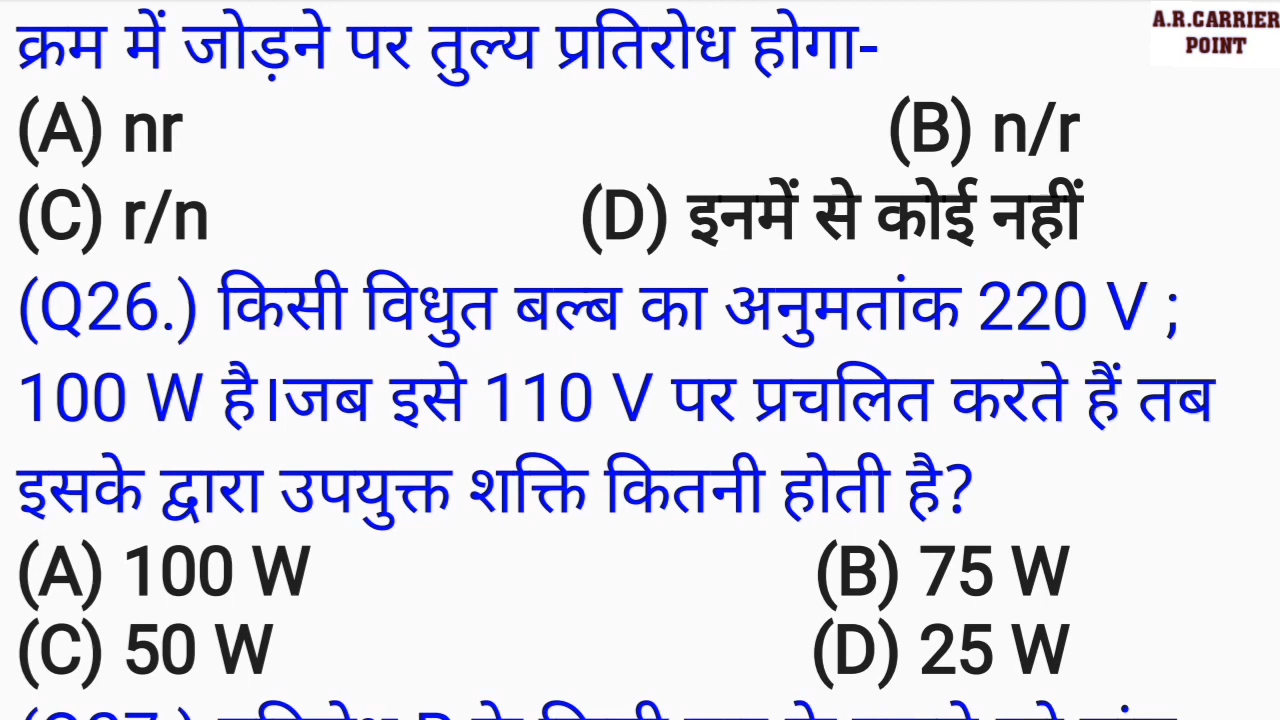 A.R.CARRIER
POINT
क्रम में जोड़ने पर तुल्य प्रतिरोध होगा-
(A) nr (B) n/r
(C) r/n (D) इनमें से कोई नहीं
(Q26.) किसी विधुत बल्ब का अनुमतांक 220 V ;
100 W है।जब इसे 110 V पर प्रचलित करते हैं तब
इसके द्वारा उपयुक्त शक्ति कितनी होती है?
(A) 100 W (B) 75 W
(C) 50 W (D) 25 W